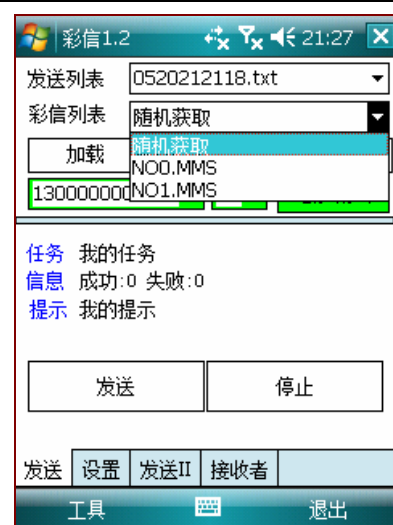 彩信1.2 21:27
发送列表 0520212118.txt
彩信列表 随机获取
加载 随机获取
NO0.MMS
NO1.MMS
任务 我的任务
信息 成功:0 失败:0
提示 我的提示
发送 停止
发送 设置 发送II 接收者
工具 退出